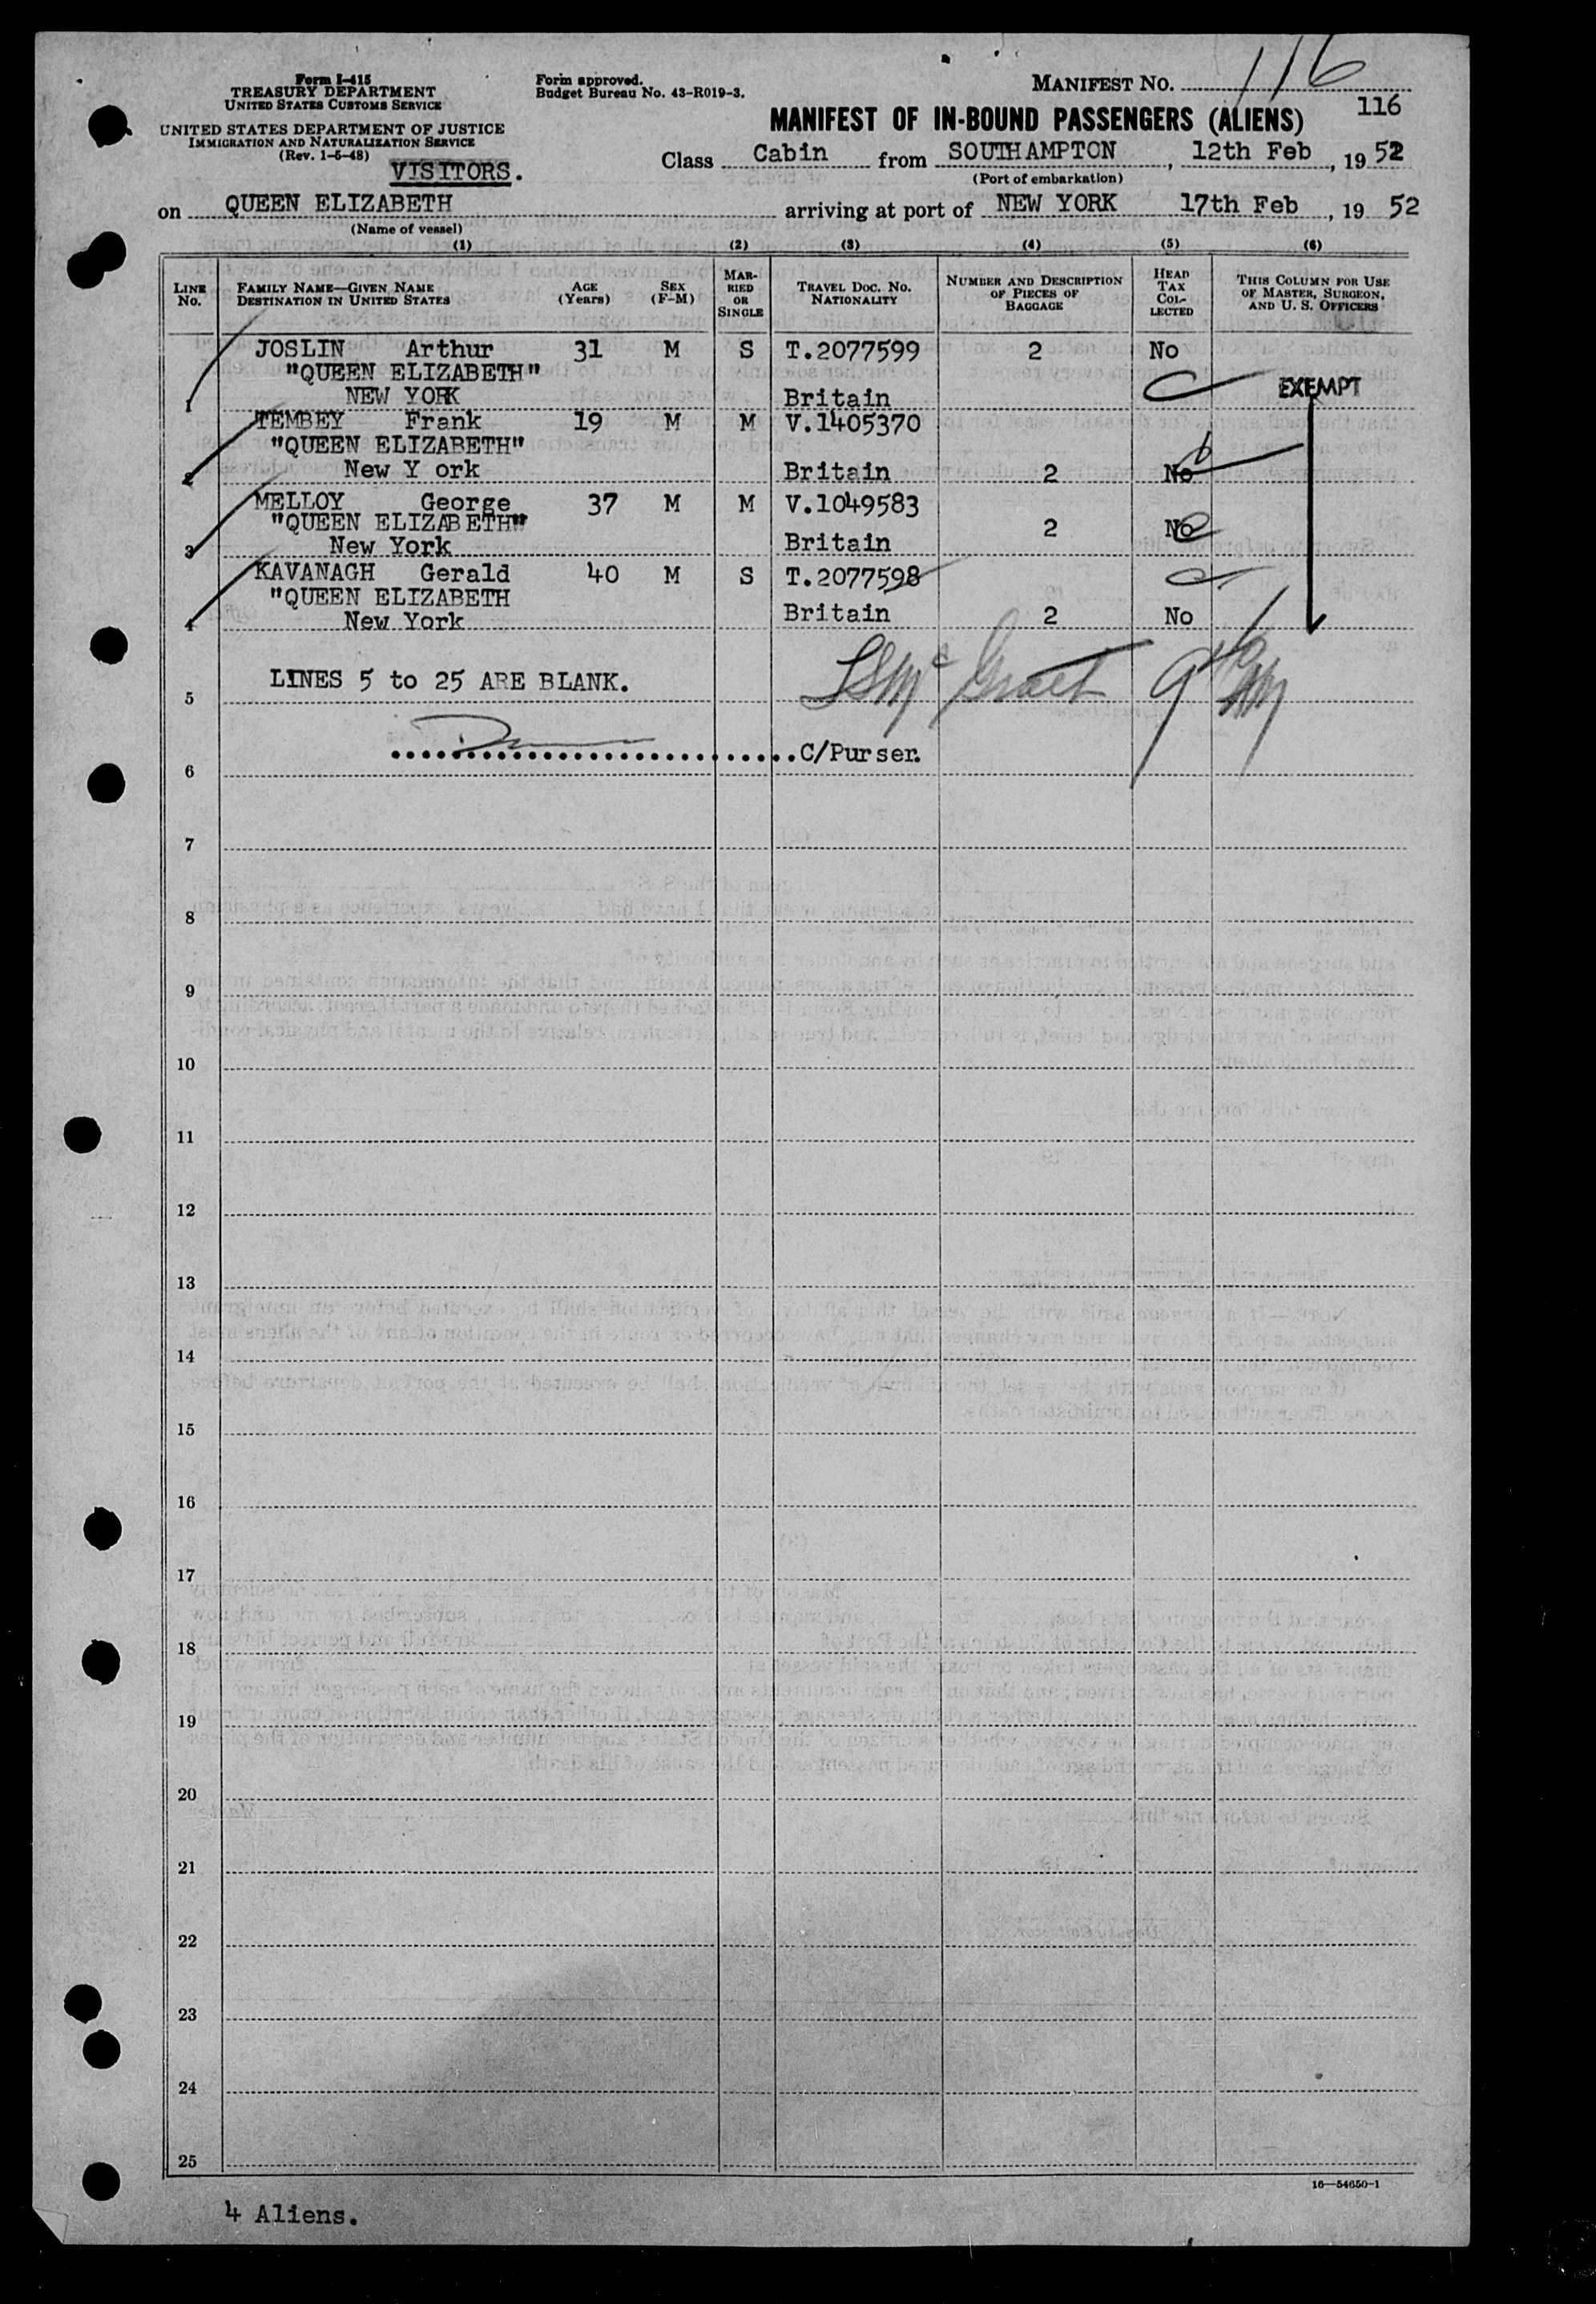 Form I-415
TREASURY DEPARTMENT
UNITED STATES CUSTOMS SERVICE
UNITED STATES DEPARTMENT OF JUSTICE
IMMIGRATION AND NATURALIZATION SERVICE
(Rev. 1-5-48)
VISITORS.
Form approved.
Budget Bureau No. 43-R019-3.
MANIFEST NO. 116
116
MANIFEST OF IN-BOUND PASSENGERS (ALIENS)
Class Cabin from SOUTHAMPTON, 12th Feb, 1952
(Port of embarkation)
on QUEEN ELIZABETH arriving at port of NEW YORK 17th Feb, 19 52
(Name of vessel)
(1) (2) (3) (4) (5) (6)
LINE NO. FAMILY NAME—GIVEN NAME DESTINATION IN UNITED STATES AGE (Years) SEX (F-M) MARRIED OR SINGLE TRAVEL DOC. NO. NATIONALITY NUMBER AND DESCRIPTION OF PIECES OF BAGGAGE HEAD TAX COLLECTED THIS COLUMN FOR USE OF MASTER, SURGEON, AND U. S. OFFICERS
JOSLIN Arthur 31 M S T.2077599 2 No
"QUEEN ELIZABETH"
1 NEW YORK Britain EXEMPT
TEMBEY Frank 19 M M V.1405370
"QUEEN ELIZABETH"
2 New Y ork Britain 2 No
MELLOY George 37 M M V.1049583
"QUEEN ELIZABETH" 2 No
3 New York Britain
KAVANAGH Gerald 40 M S T.2077598
"QUEEN ELIZABETH
4 New York Britain 2 No
5 LINES 5 to 25 ARE BLANK.
6 C/Purser.
7
8
9
10
11
12
13
14
15
16
17
18
19
20
21
22
23
24
25
16—54650-1
4 Aliens.